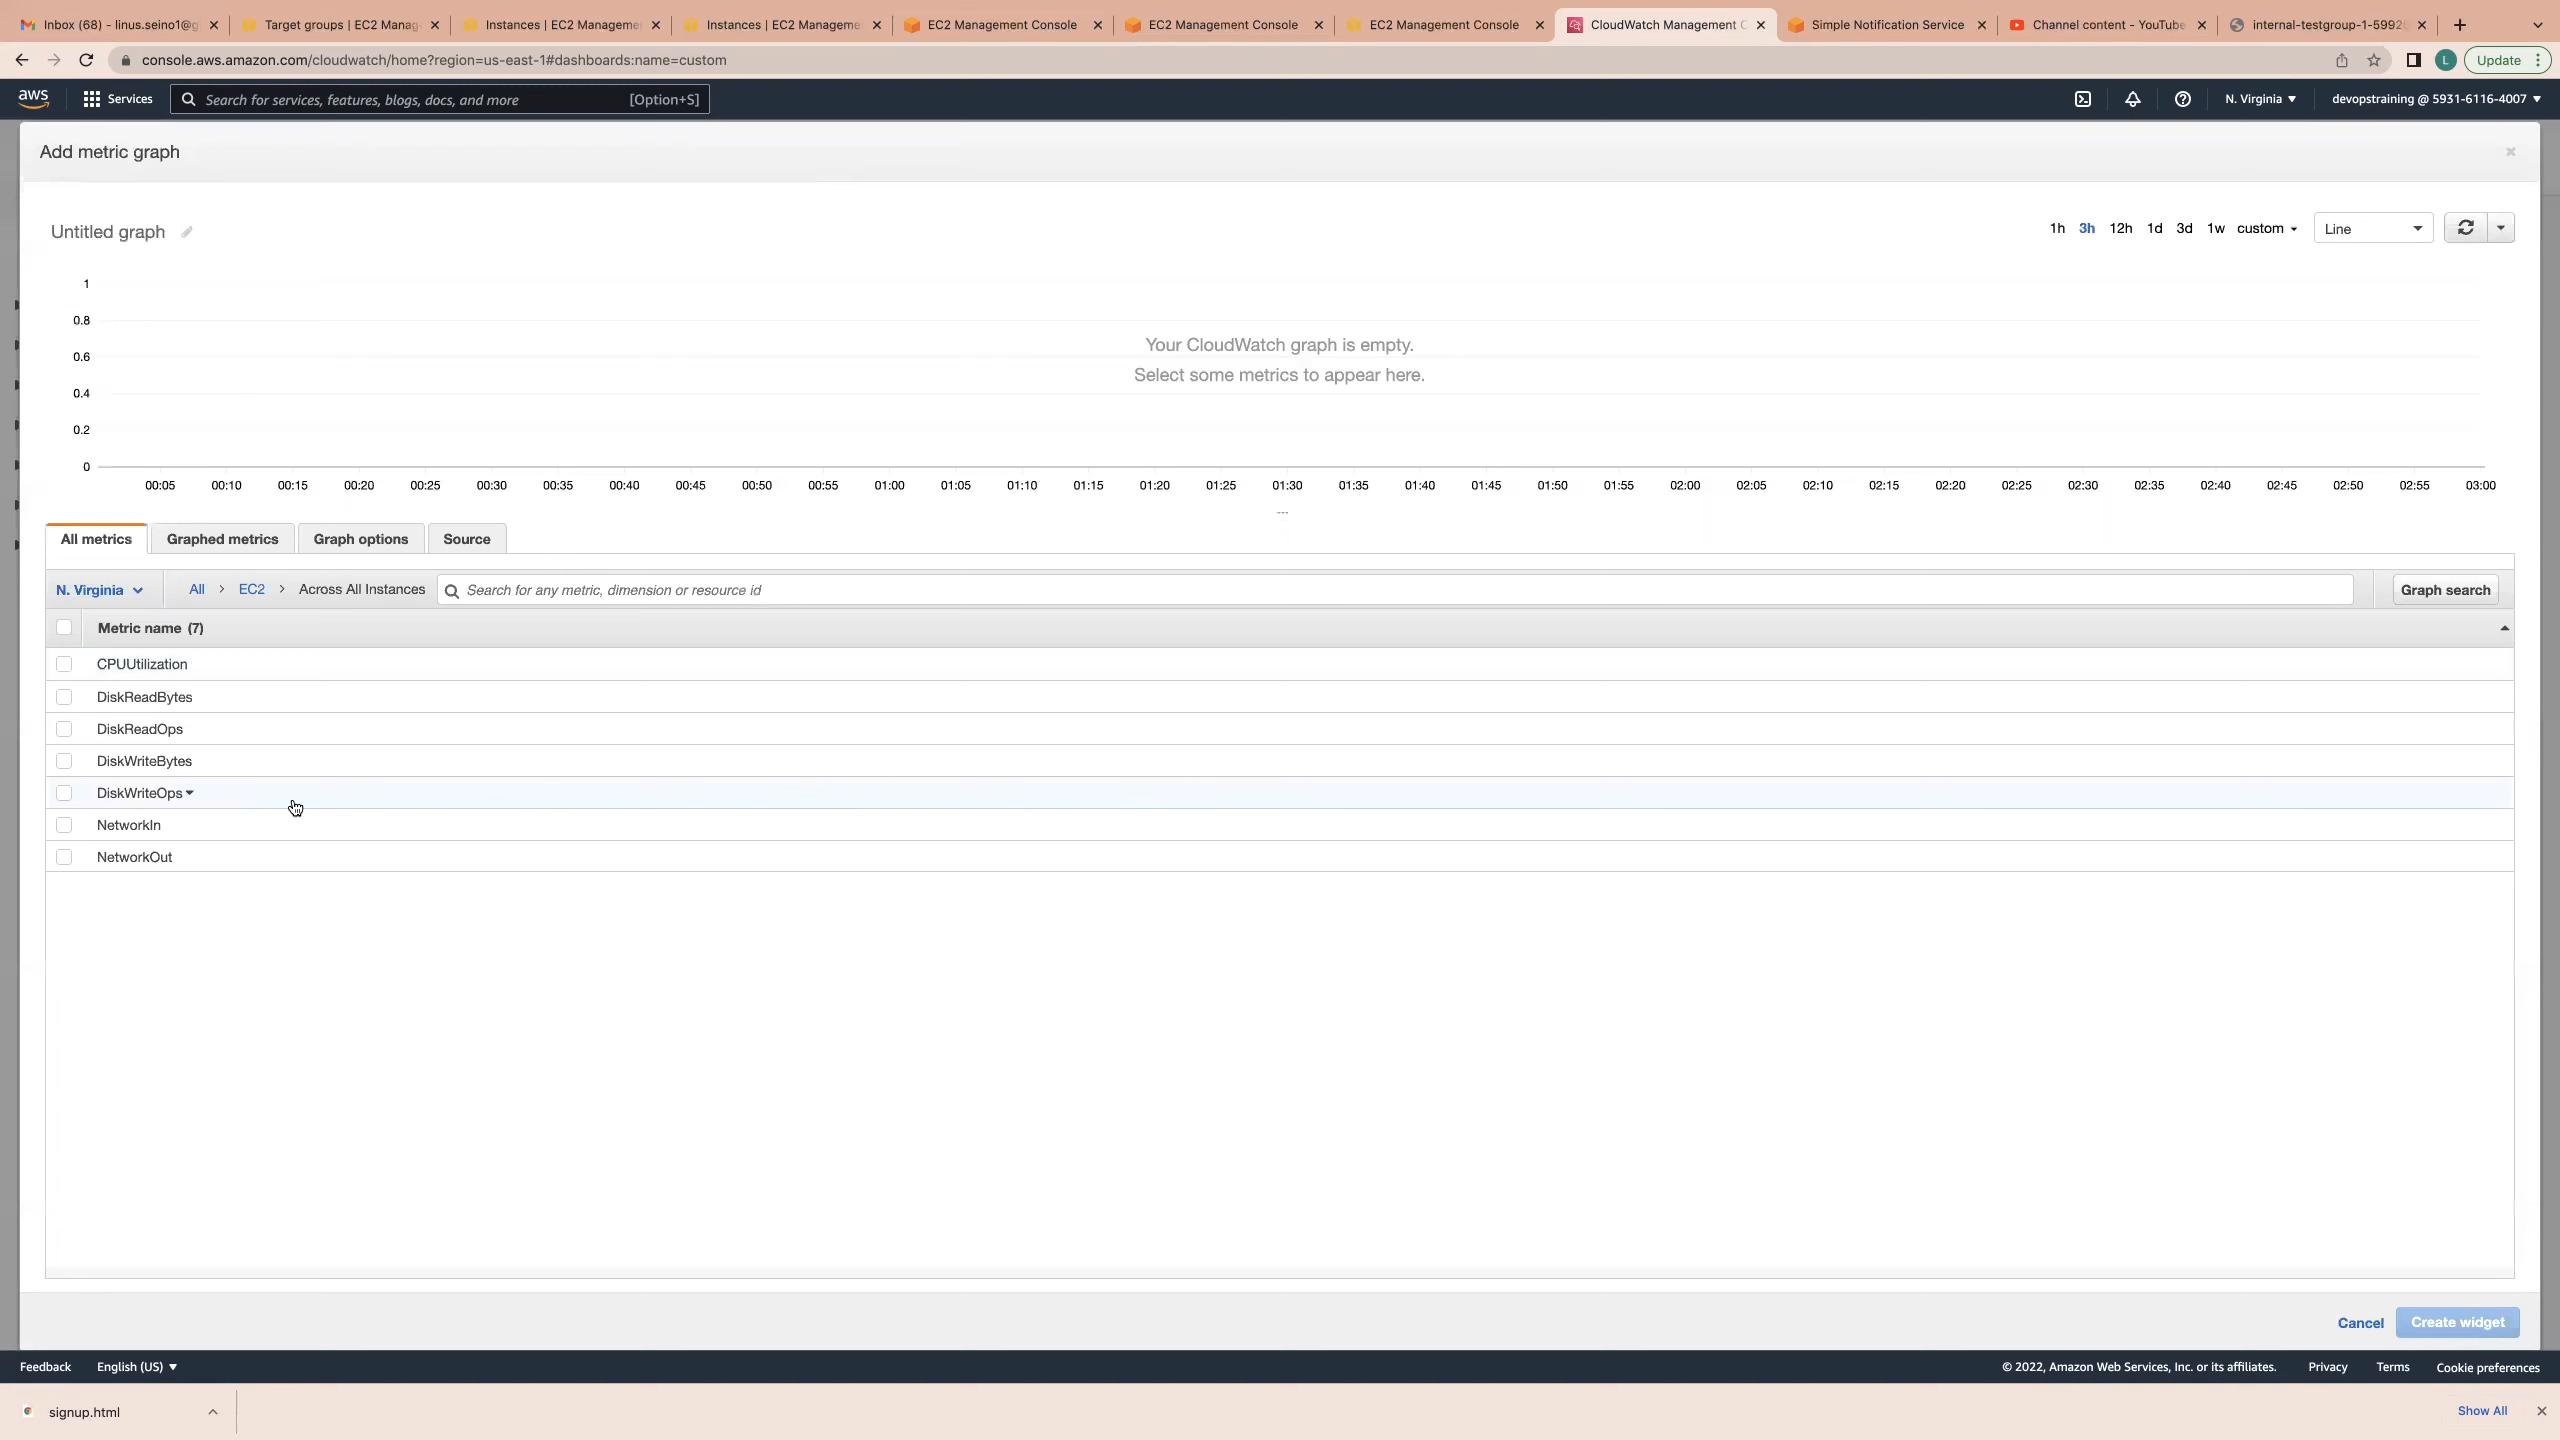 Inbox (68) - linus.seino1@g
Target groups | EC2 Manag
Instances | EC2 Manageme
Instances | EC2 Manageme
EC2 Management Console
EC2 Management Console
EC2 Management Console
CloudWatch Management C
Simple Notification Service
Channel content - YouTube
internal-testgroup-1-5992
console.aws.amazon.com/cloudwatch/home?region=us-east-1#dashboards:name=custom
L
Update
aws
Services
Search for services, features, blogs, docs, and more
[Option+S]
N. Virginia
devopstraining @ 5931-6116-4007
Add metric graph
Untitled graph
1h 3h 12h 1d 3d 1w custom
Line
1
0.8
0.6
0.4
0.2
0
Your CloudWatch graph is empty.
Select some metrics to appear here.
00:05 00:10 00:15 00:20 00:25 00:30 00:35 00:40 00:45 00:50 00:55 01:00 01:05 01:10 01:15 01:20 01:25 01:30 01:35 01:40 01:45 01:50 01:55 02:00 02:05 02:10 02:15 02:20 02:25 02:30 02:35 02:40 02:45 02:50 02:55 03:00
All metrics
Graphed metrics
Graph options
Source
N. Virginia
All > EC2 > Across All Instances
Search for any metric, dimension or resource id
Graph search
Metric name (7)
CPUUtilization
DiskReadBytes
DiskReadOps
DiskWriteBytes
DiskWriteOps
NetworkIn
NetworkOut
Cancel
Create widget
Feedback
English (US)
© 2022, Amazon Web Services, Inc. or its affiliates.
Privacy
Terms
Cookie preferences
signup.html
Show All